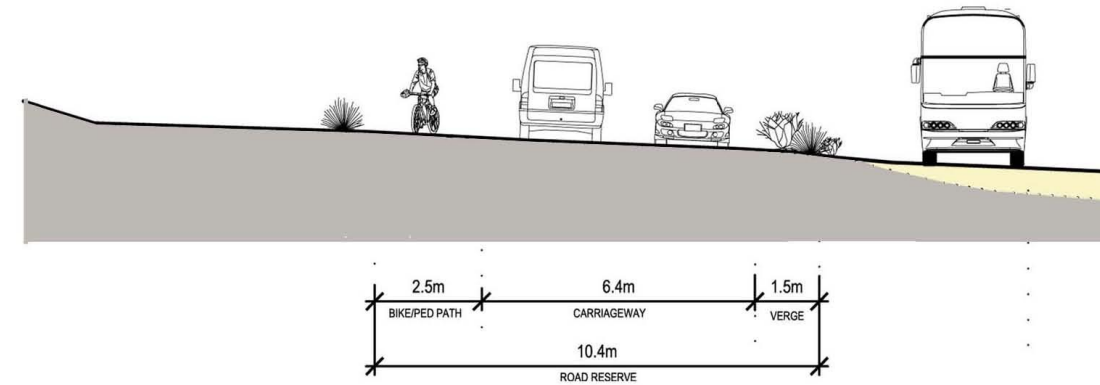 2.5m
6.4m
1.5m
BIKE/PED PATH
CARRIAGEWAY
VERGE
10.4m
ROAD RESERVE